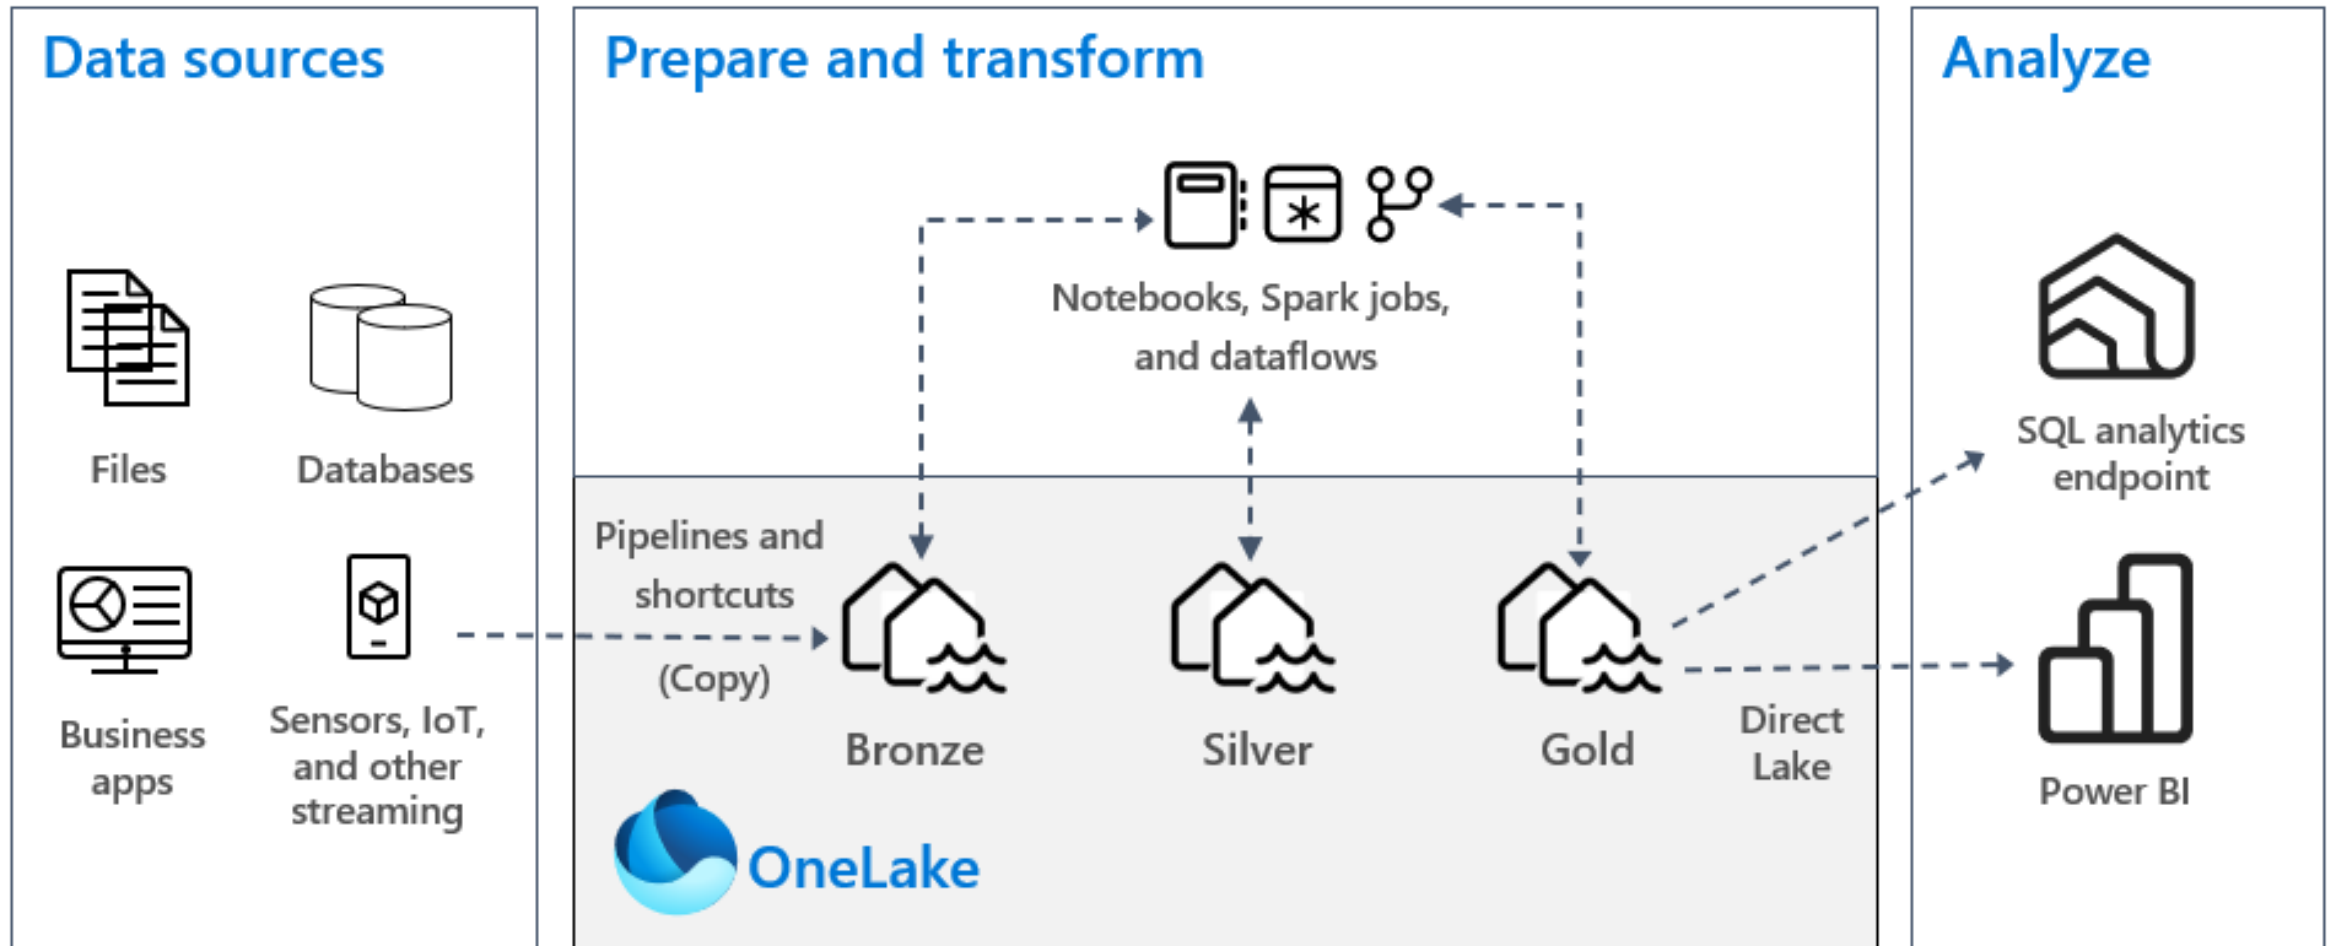 Data sources
Files
Databases
Business
apps
Sensors, IoT,
and other
streaming
Prepare and transform
Notebooks, Spark jobs,
and dataflows
Pipelines and
shortcuts
(Copy)
Bronze
Silver
Gold
Direct
Lake
OneLake
Analyze
SQL analytics
endpoint
Power BI